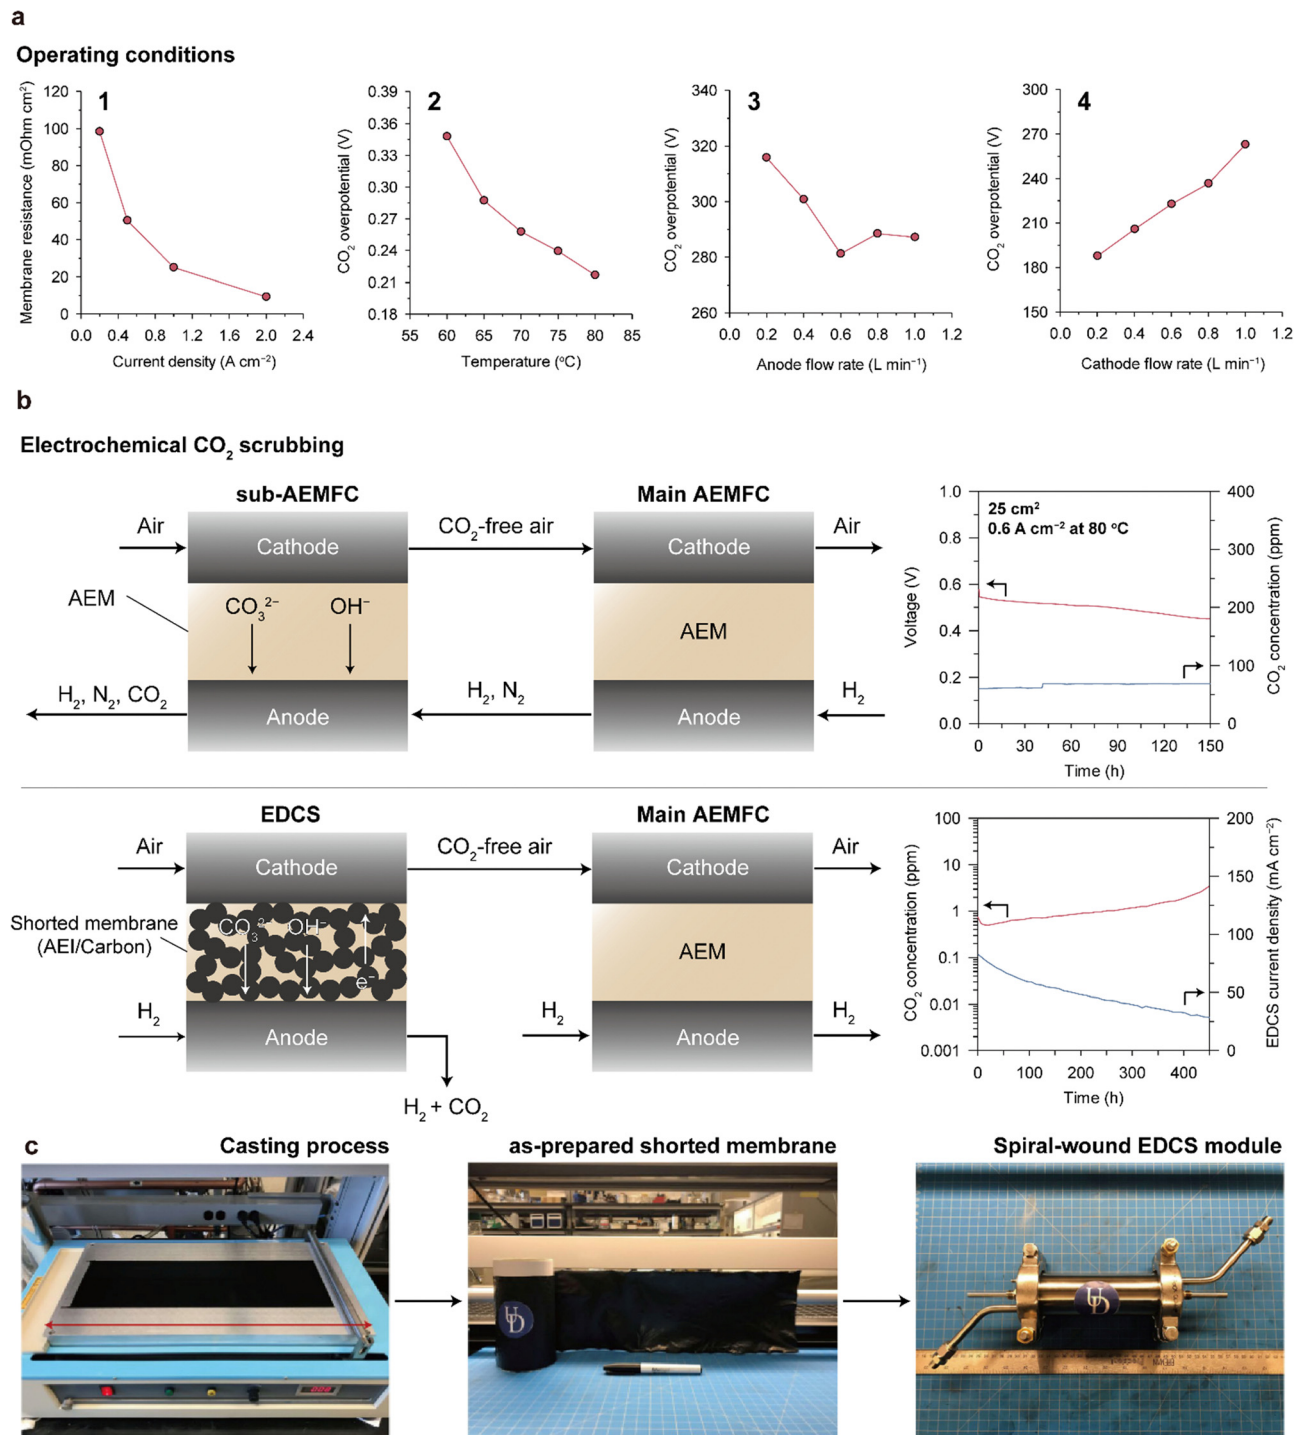 a
Operating conditions
1
Membrane resistance (mOhm cm²)
120
100
80
60
40
20
0
0.0 0.4 0.8 1.2 1.6 2.0 2.4
Current density (A cm⁻²)
2
CO₂ overpotential (V)
0.39
0.36
0.33
0.30
0.27
0.24
0.21
0.18
55 60 65 70 75 80 85
Temperature (°C)
3
CO₂ overpotential (V)
340
320
300
280
260
0.0 0.2 0.4 0.6 0.8 1.0 1.2
Anode flow rate (L min⁻¹)
4
CO₂ overpotential (V)
300
270
240
210
180
150
0.0 0.2 0.4 0.6 0.8 1.0 1.2
Cathode flow rate (L min⁻¹)
b
Electrochemical CO₂ scrubbing
sub-AEMFC
Main AEMFC
Air
Cathode
CO₂-free air
Cathode
Air
AEM
CO₃²⁻
OH⁻
AEM
H₂, N₂, CO₂
Anode
H₂, N₂
Anode
H₂
25 cm²
0.6 A cm⁻² at 80 °C
Voltage (V)
1.0
0.8
0.6
0.4
0.2
0.0
0 30 60 90 120 150
Time (h)
400
300
200
100
0
CO₂ concentration (ppm)
EDCS
Main AEMFC
Air
Cathode
CO₂-free air
Cathode
Air
Shorted membrane
(AEI/Carbon)
CO₃²⁻
OH⁻
e⁻
AEM
H₂
Anode
H₂
Anode
H₂
H₂ + CO₂
CO₂ concentration (ppm)
100
10
1
0.1
0.01
0.001
0 100 200 300 400
Time (h)
200
150
100
50
0
EDCS current density (mA cm⁻²)
c
Casting process
as-prepared shorted membrane
Spiral-wound EDCS module
UD
UD